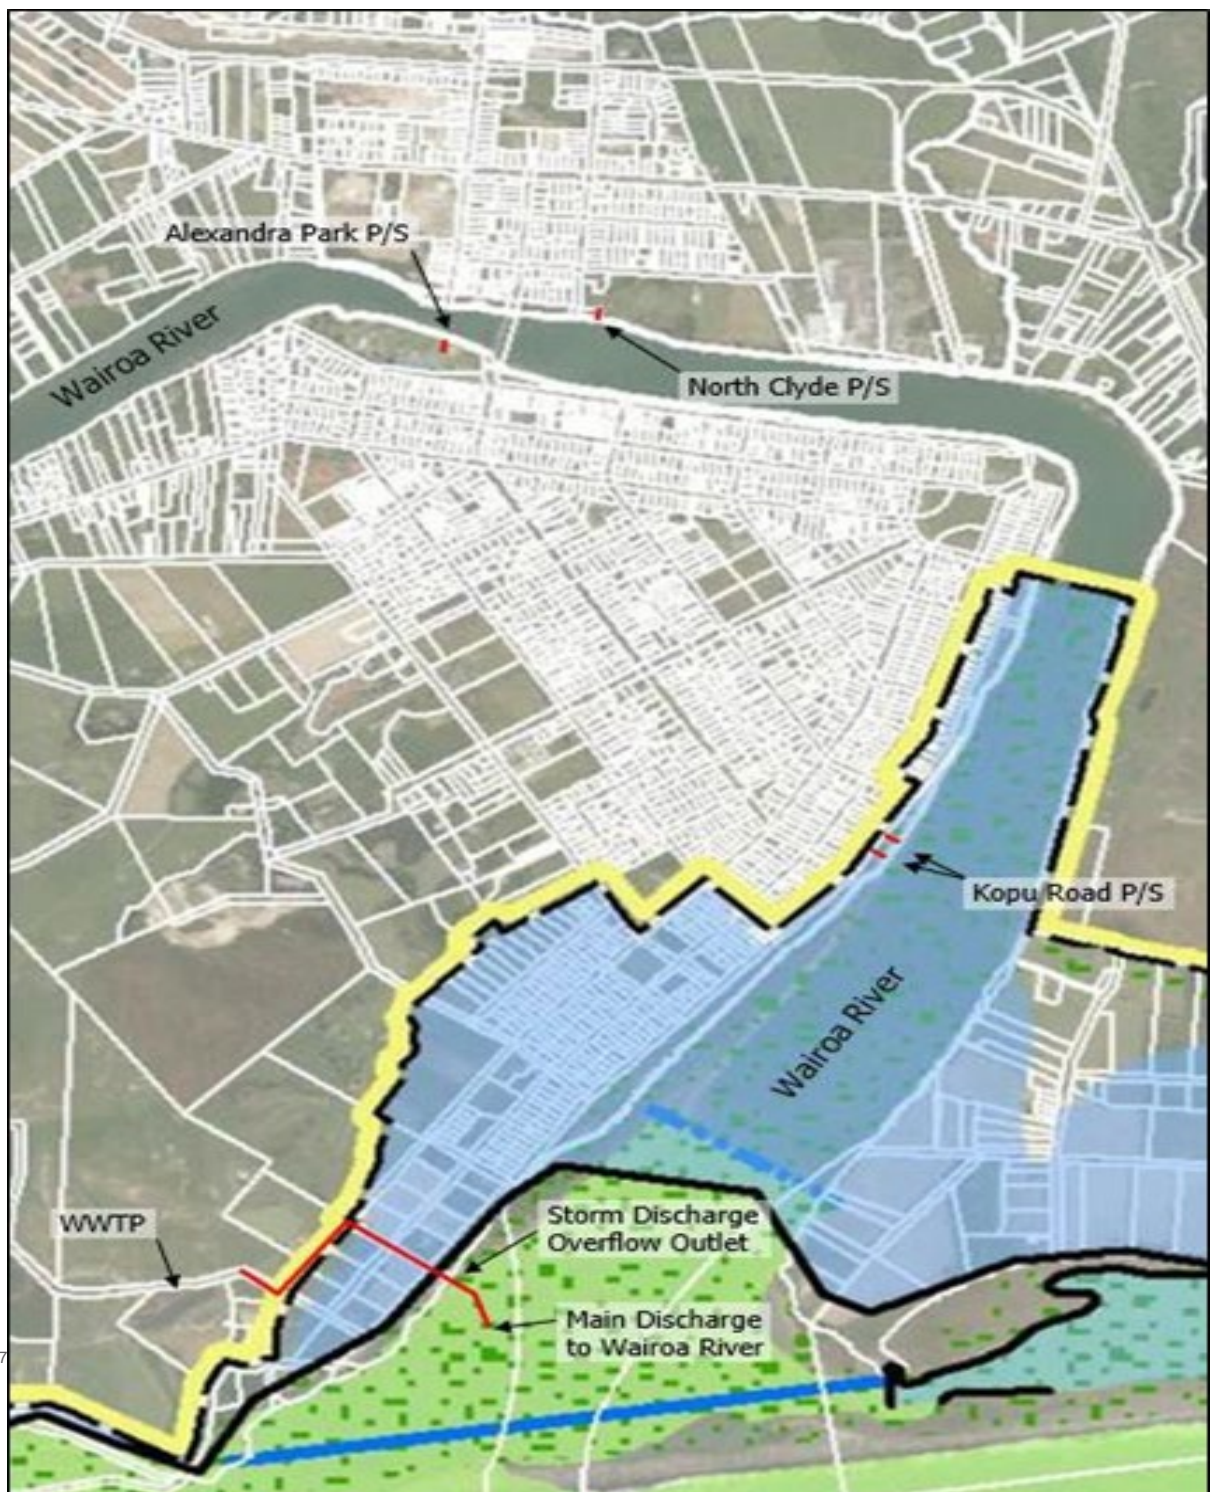 Alexandra Park P/S
Wairoa River
North Clyde P/S
Kopu Road P/S
Wairoa River
WWTP
Storm Discharge
Overflow Outlet
Main Discharge
to Wairoa River
7